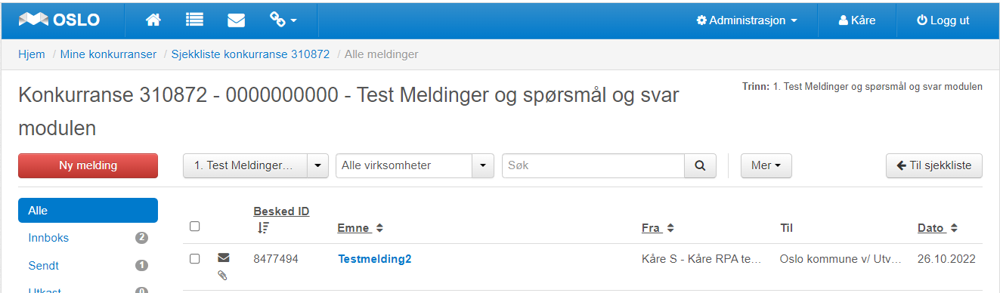 OSLO
Administrasjon
Kåre
Logg ut
Hjem / Mine konkurranser / Sjekkliste konkurranse 310872 / Alle meldinger
Konkurranse 310872 - 0000000000 - Test Meldinger og spørsmål og svar
modulen
Trinn: 1. Test Meldinger og spørsmål og svar modulen
Ny melding
1. Test Meldinger…
Alle virksomheter
Søk
Mer
Til sjekkliste
Alle
Innboks 2
Sendt 1
Utkast 0
Besked ID
Emne
Fra
Til
Dato
8477494
Testmelding2
Kåre S - Kåre RPA te…
Oslo kommune v/ Utv…
26.10.2022